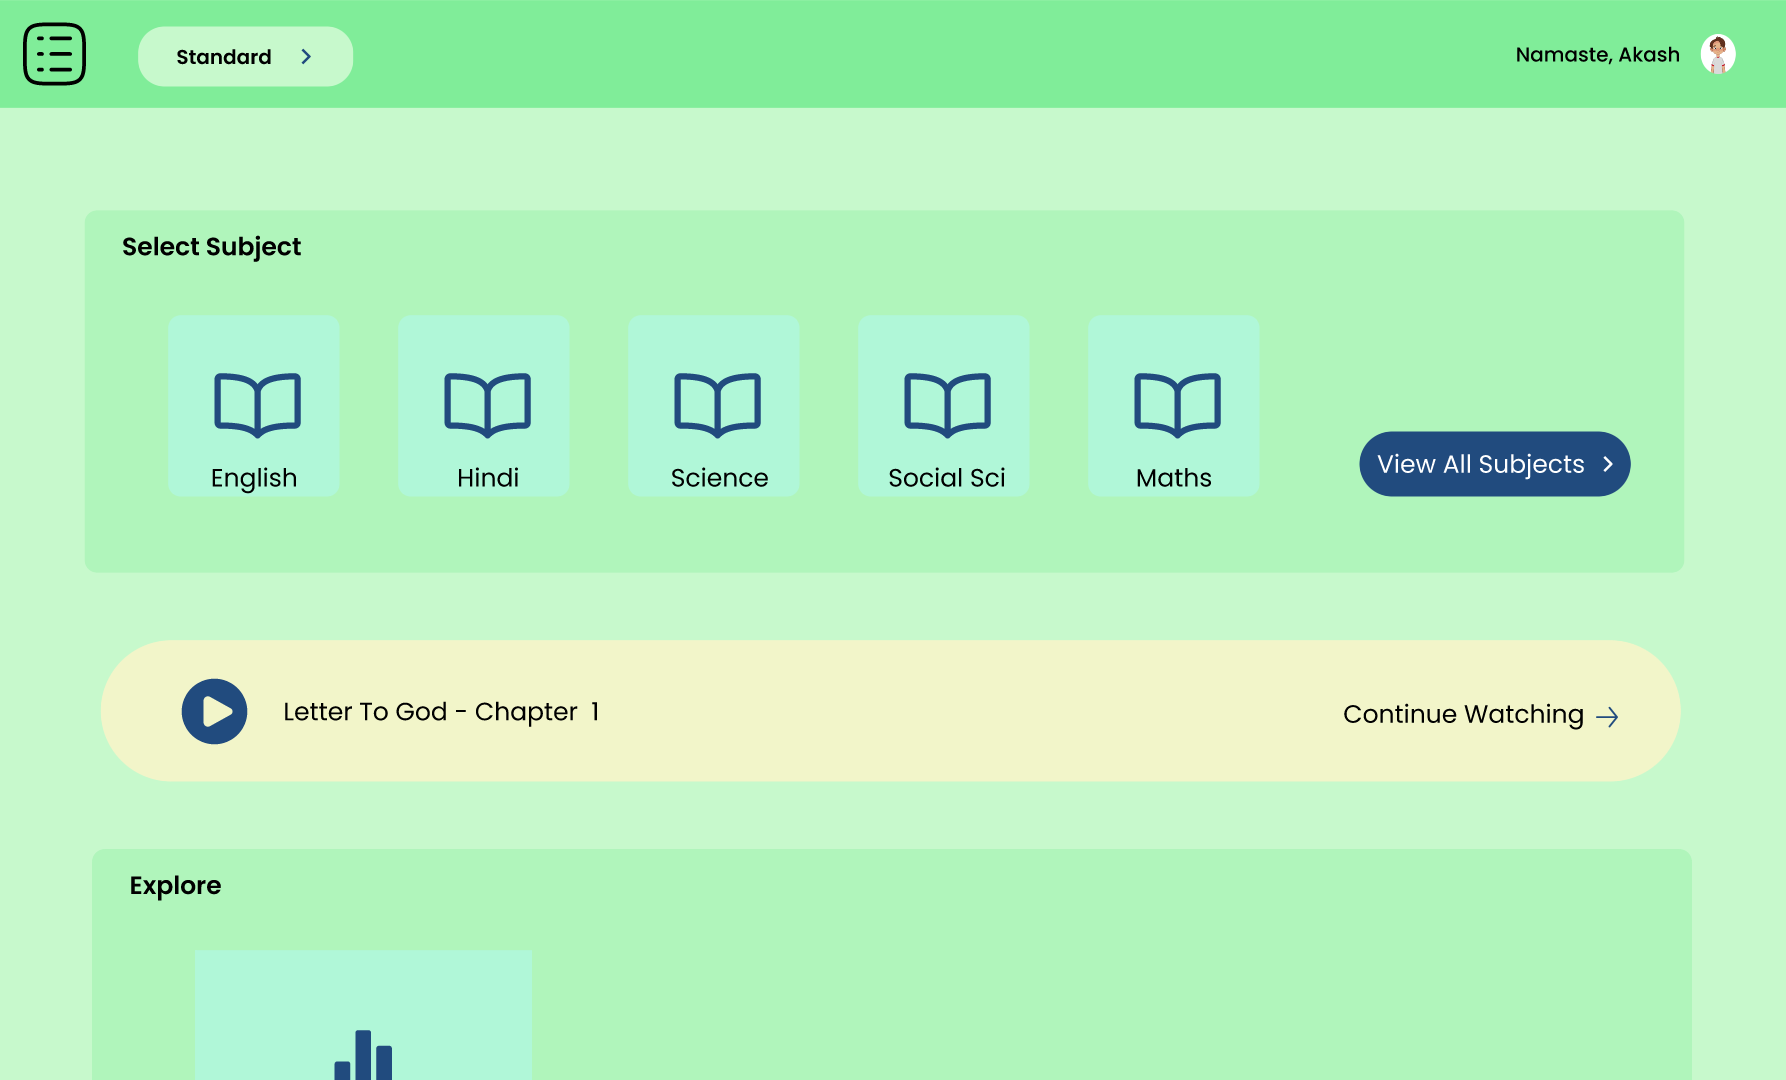 Standard
Namaste, Akash
Select Subject
English
Hindi
Science
Social Sci
Maths
View All Subjects
Letter To God - Chapter 1
Continue Watching
Explore